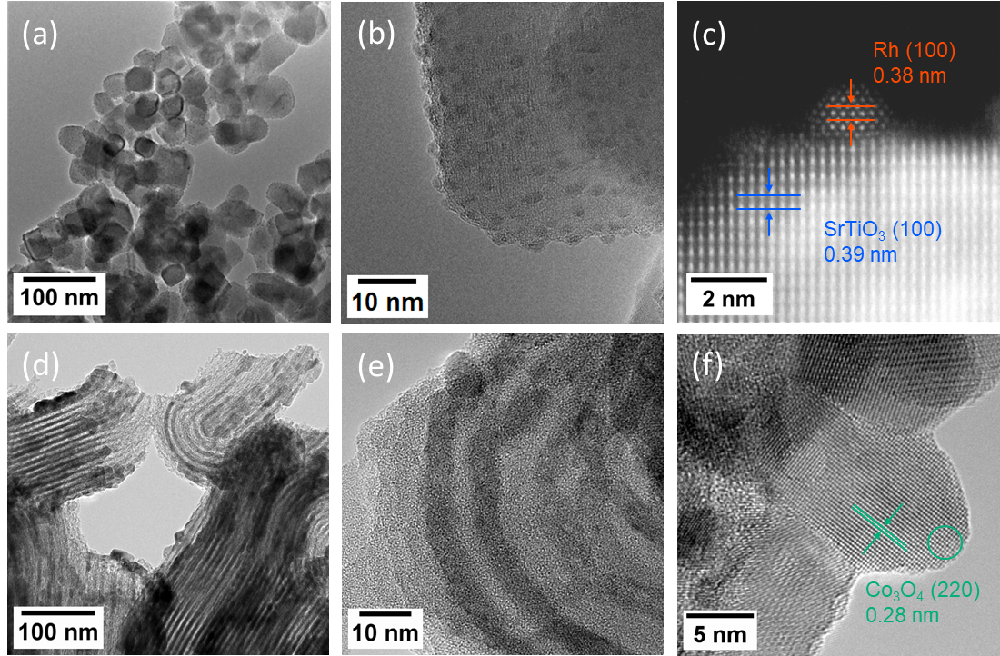 (a)
100 nm
(b)
10 nm
(c)
Rh (100)
0.38 nm
SrTiO₃ (100)
0.39 nm
2 nm
(d)
100 nm
(e)
10 nm
(f)
Co₃O₄ (220)
0.28 nm
5 nm